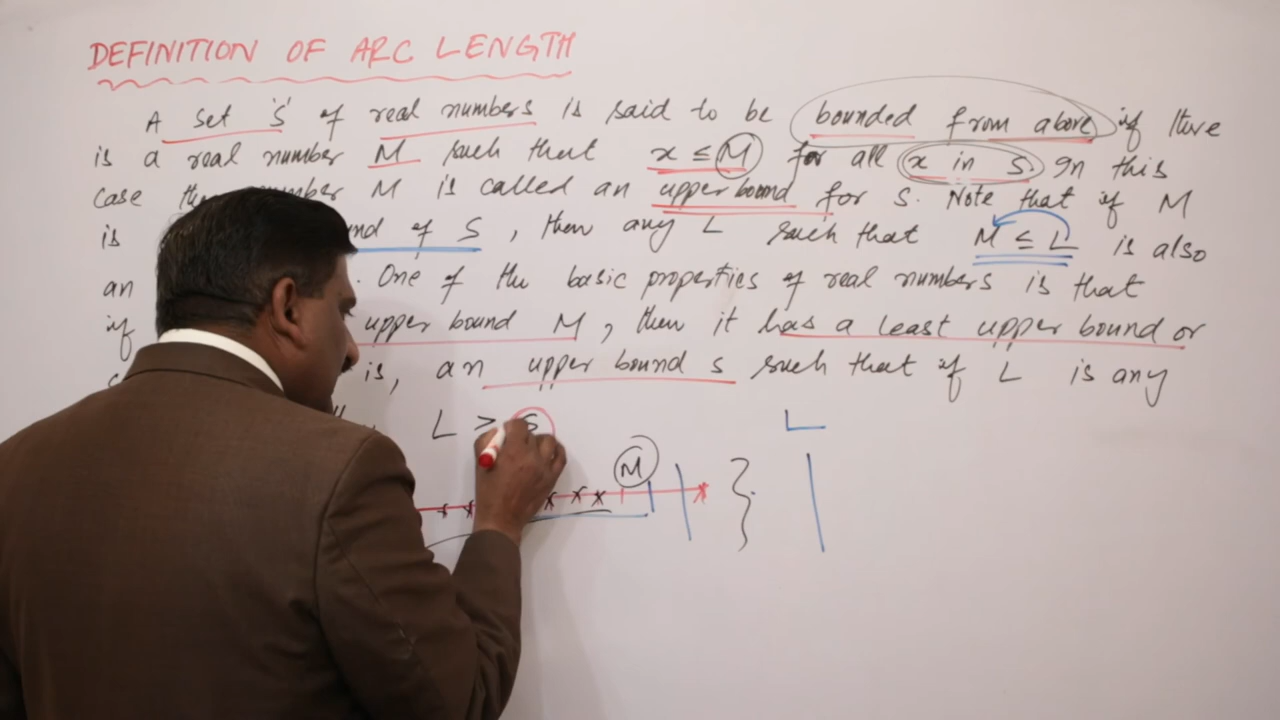 DEFINITION OF ARC LENGTH
A set 'S' of real numbers is said to be bounded from above if there
is a real number M such that x ≤ M for all x in S. In this
case the number M is called an upper bound for S. Note that if M
is nd of S, then any L such that M ≤ L is also
an . One of the basic properties of real numbers is that
if upper bound M, then it has a least upper bound or
is, an upper bound s such that if L is any
L > s L
M